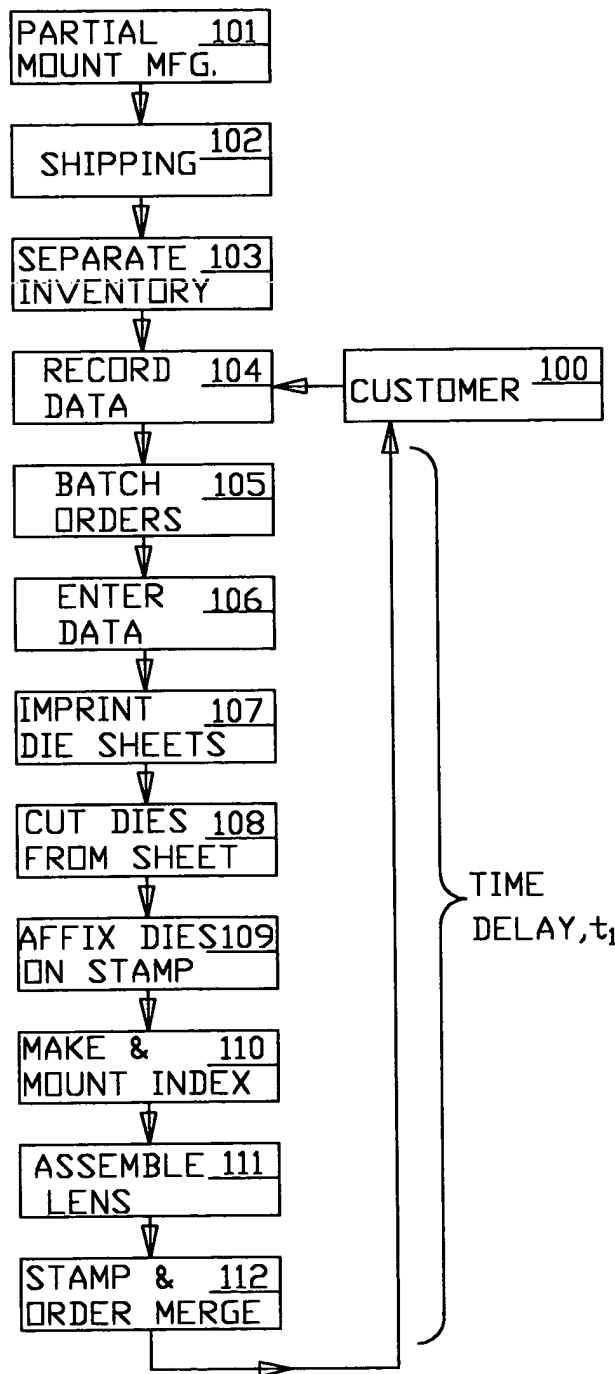 PARTIAL 101
MOUNT MFG.
102
SHIPPING
SEPARATE 103
INVENTORY
RECORD 104
DATA
CUSTOMER 100
BATCH 105
ORDERS
ENTER 106
DATA
IMPRINT 107
DIE SHEETS
CUT DIES 108
FROM SHEET
AFFIX DIES 109
ON STAMP
MAKE & 110
MOUNT INDEX
ASSEMBLE 111
LENS
STAMP & 112
ORDER MERGE
TIME
DELAY, t1